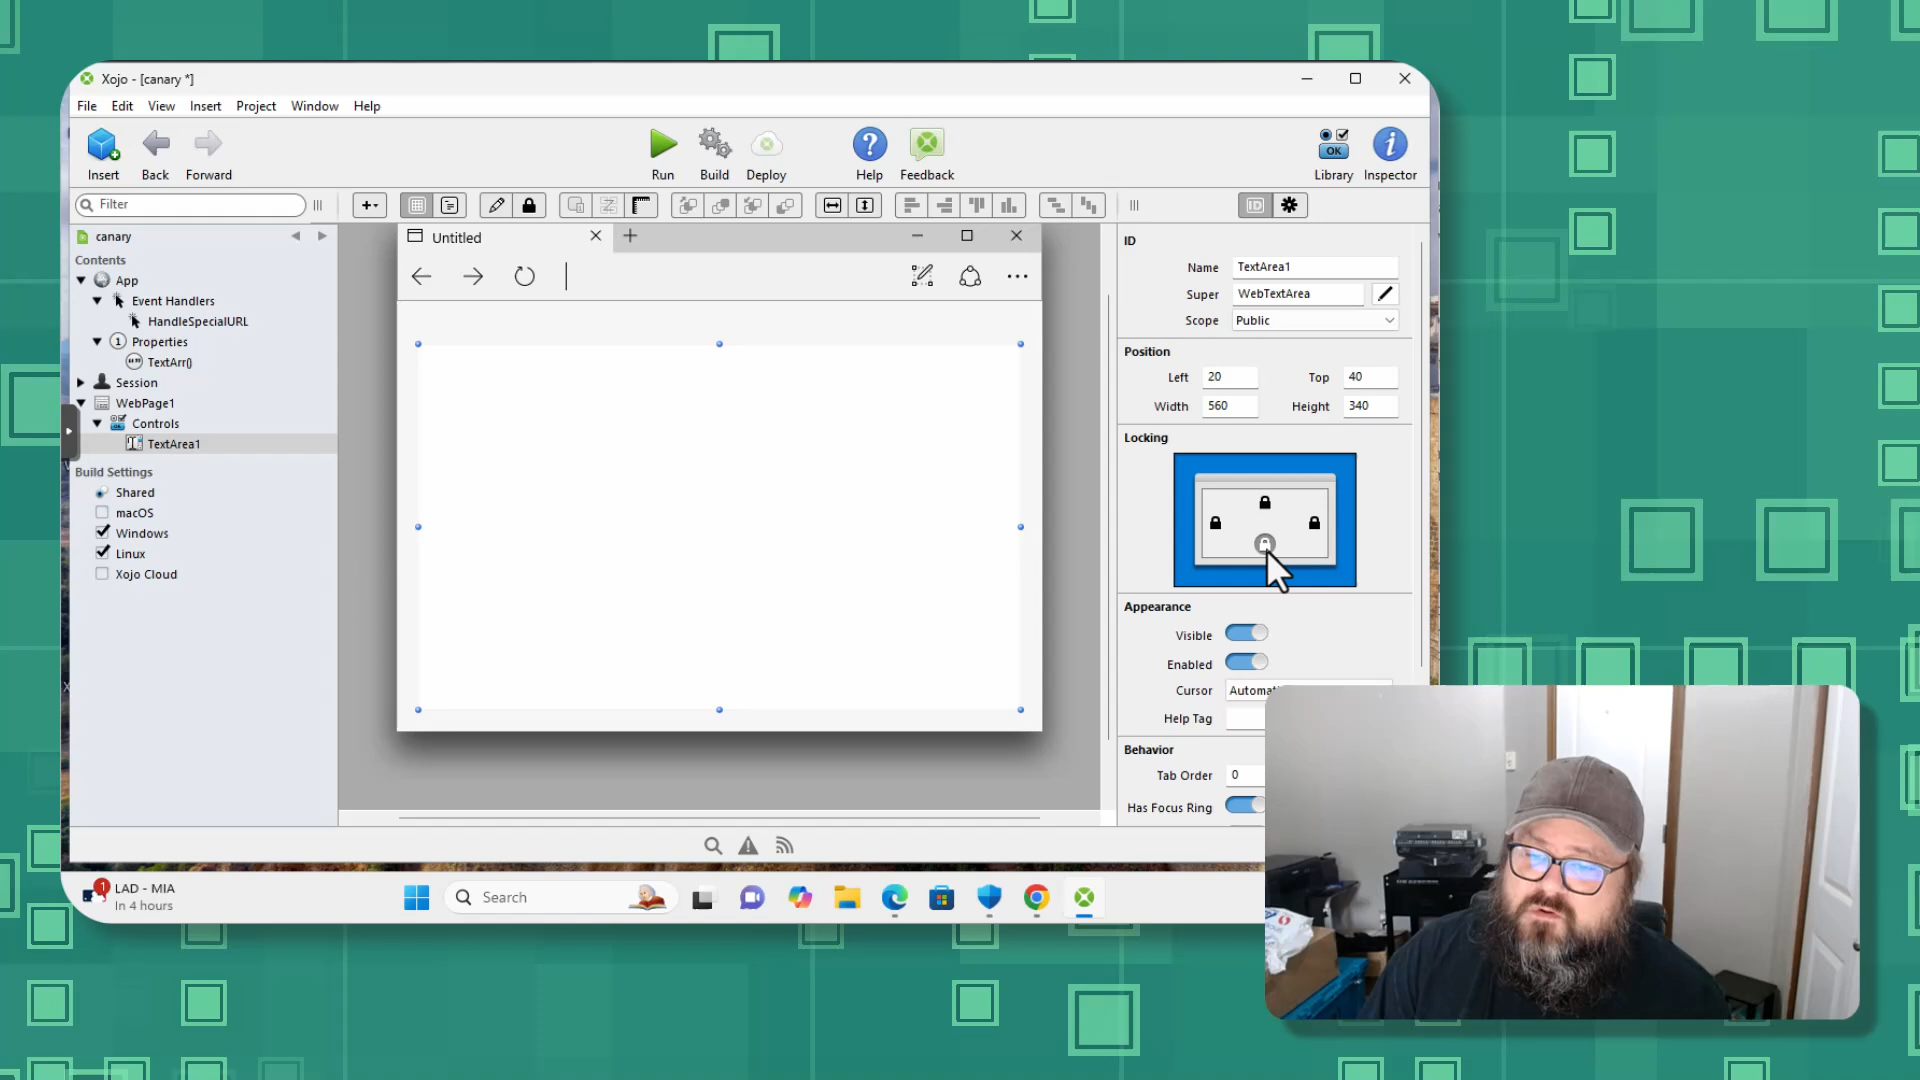 Xojo - [canary *]
File Edit View Insert Project Window Help
Insert Back Forward Run Build Deploy Help Feedback OK Library Inspector
Filter
canary
Contents
App
Event Handlers
HandleSpecialURL
Properties
TextArr()
Session
WebPage1
Controls
TextArea1
Build Settings
Shared
macOS
Windows
Linux
Xojo Cloud
Untitled
ID
Name TextArea1
Super WebTextArea
Scope Public
Position
Left 20 Top 40
Width 560 Height 340
Locking
Appearance
Visible
Enabled
Cursor
Help Tag
Behavior
Tab Order 0
Has Focus Ring
1
LAD - MIA
In 4 hours
Search